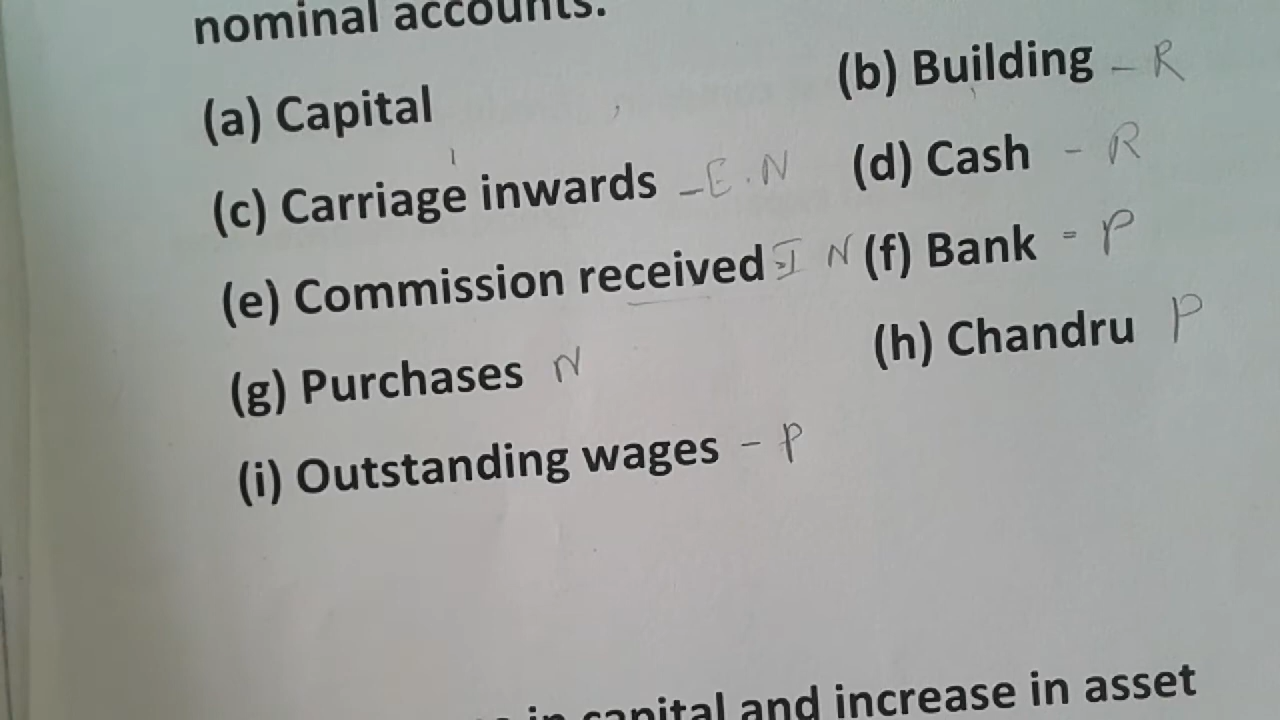 nominal accounts.
(a) Capital (b) Building - R
(c) Carriage inwards - E.N (d) Cash - R
(e) Commission received - I N (f) Bank - P
(g) Purchases N (h) Chandru P
(i) Outstanding wages - P
in capital and increase in asset